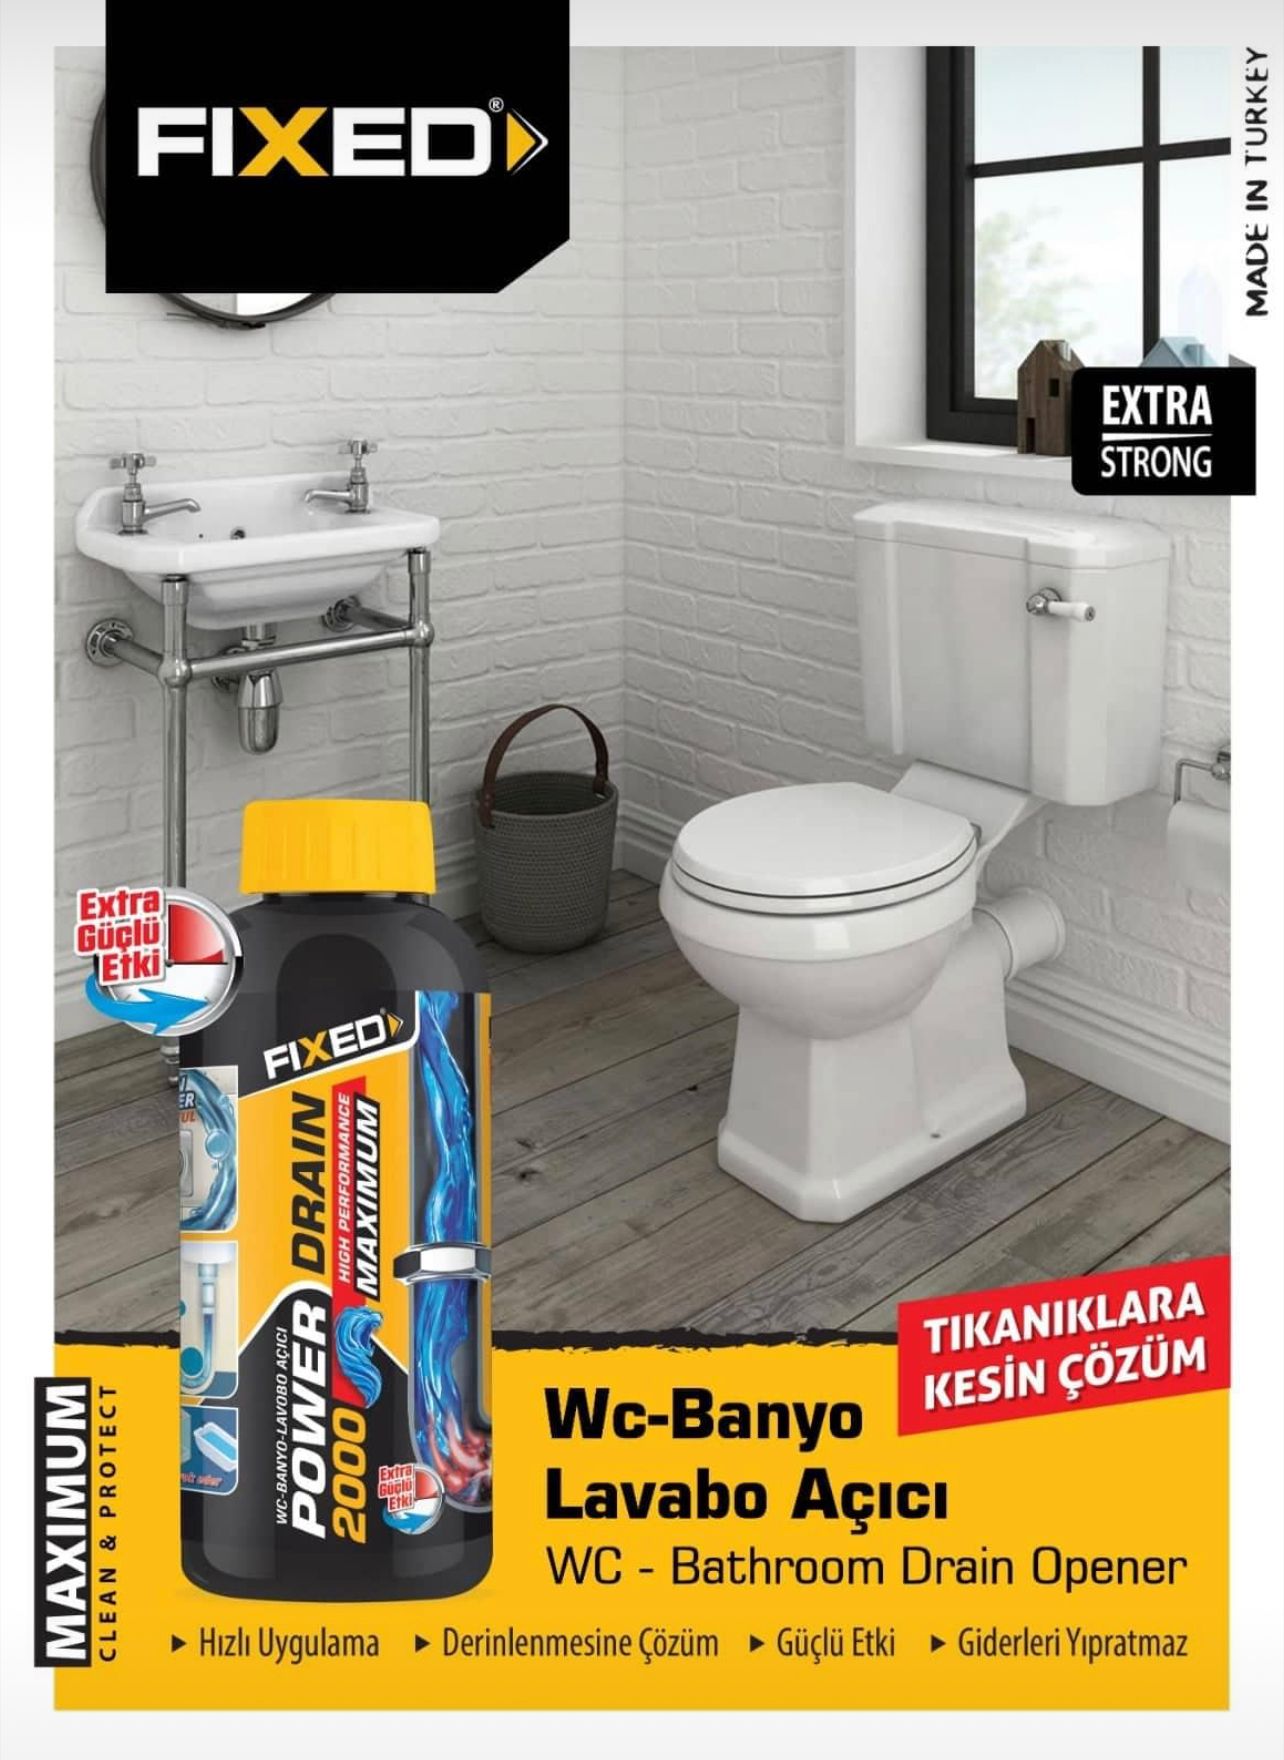 FIXED®
MADE IN TURKEY
EXTRA
STRONG
Extra
Güçlü
Etki
FIXED
WC-BANYO-LAVOBO AÇICI
POWER DRAIN
2000
HIGH PERFORMANCE
MAXIMUM
Extra
Güçlü
Etki
TIKANIKLARA
KESİN ÇÖZÜM
Wc-Banyo
Lavabo Açıcı
WC - Bathroom Drain Opener
MAXIMUM
CLEAN & PROTECT
▸ Hızlı Uygulama ▸ Derinlenmesine Çözüm ▸ Güçlü Etki ▸ Giderleri Yıpratmaz